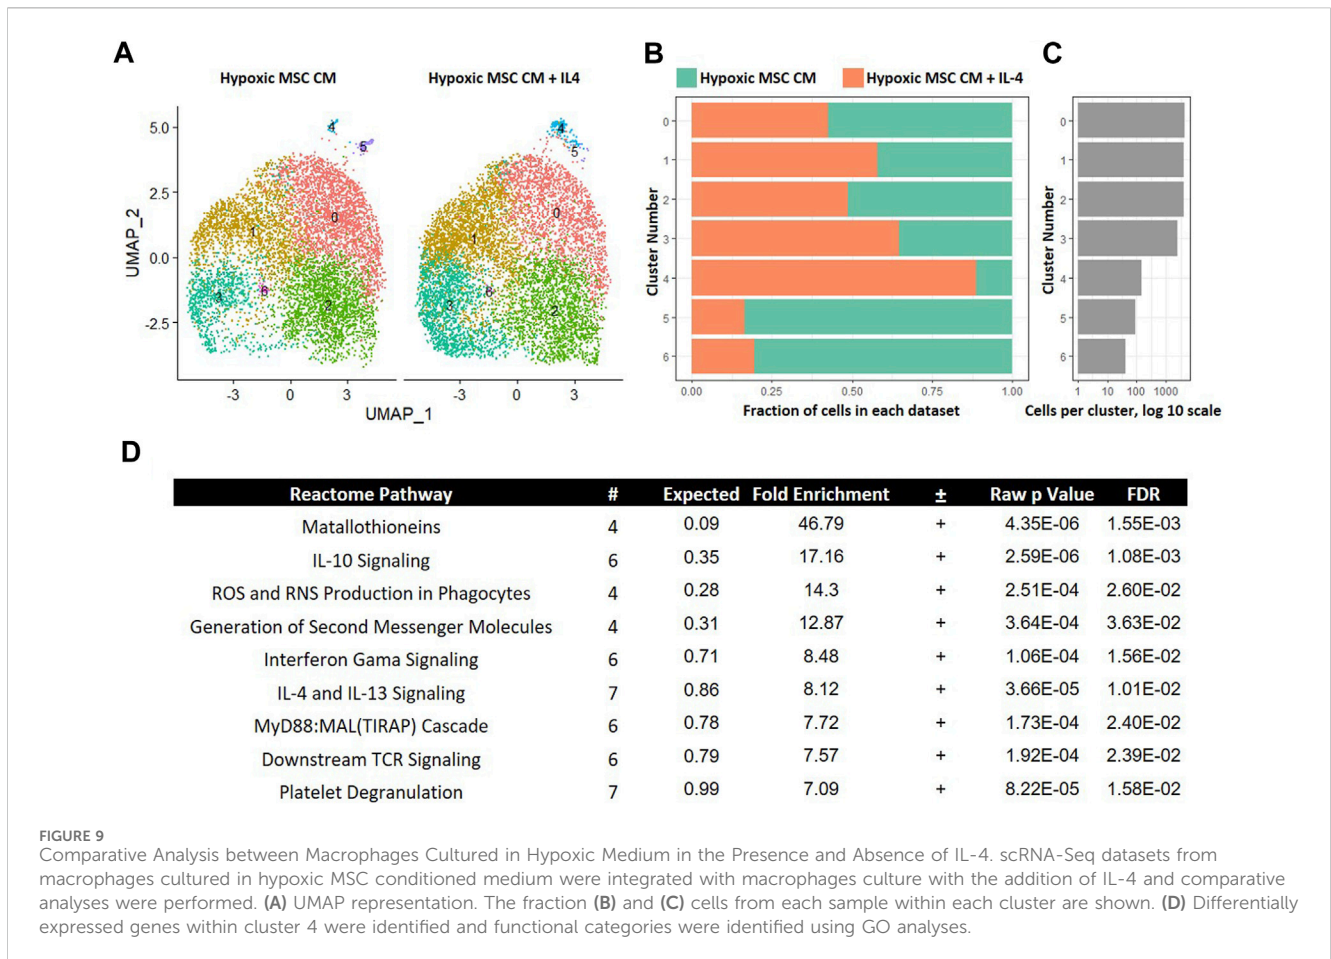 A
B
C
Hypoxic MSC CM
Hypoxic MSC CM + IL4
Hypoxic MSC CM
Hypoxic MSC CM + IL-4
UMAP_2
5.0
2.5
0.0
-2.5
4
5
0
1
6
3
2
4
5
0
1
6
3
2
-3
0
3
-3
0
3
UMAP_1
Cluster Number
0
1
2
3
4
5
6
0.00
0.25
0.50
0.75
1.00
Fraction of cells in each dataset
Cluster Number
0
1
2
3
4
5
6
1
10
100
1000
Cells per cluster, log 10 scale
D
Reactome Pathway # Expected Fold Enrichment ± Raw p Value FDR
Matallothioneins 4 0.09 46.79 + 4.35E-06 1.55E-03
IL-10 Signaling 6 0.35 17.16 + 2.59E-06 1.08E-03
ROS and RNS Production in Phagocytes 4 0.28 14.3 + 2.51E-04 2.60E-02
Generation of Second Messenger Molecules 4 0.31 12.87 + 3.64E-04 3.63E-02
Interferon Gama Signaling 6 0.71 8.48 + 1.06E-04 1.56E-02
IL-4 and IL-13 Signaling 7 0.86 8.12 + 3.66E-05 1.01E-02
MyD88:MAL(TIRAP) Cascade 6 0.78 7.72 + 1.73E-04 2.40E-02
Downstream TCR Signaling 6 0.79 7.57 + 1.92E-04 2.39E-02
Platelet Degranulation 7 0.99 7.09 + 8.22E-05 1.58E-02
FIGURE 9
Comparative Analysis between Macrophages Cultured in Hypoxic Medium in the Presence and Absence of IL-4. scRNA-Seq datasets from
macrophages cultured in hypoxic MSC conditioned medium were integrated with macrophages culture with the addition of IL-4 and comparative
analyses were performed. (A) UMAP representation. The fraction (B) and (C) cells from each sample within each cluster are shown. (D) Differentially
expressed genes within cluster 4 were identified and functional categories were identified using GO analyses.